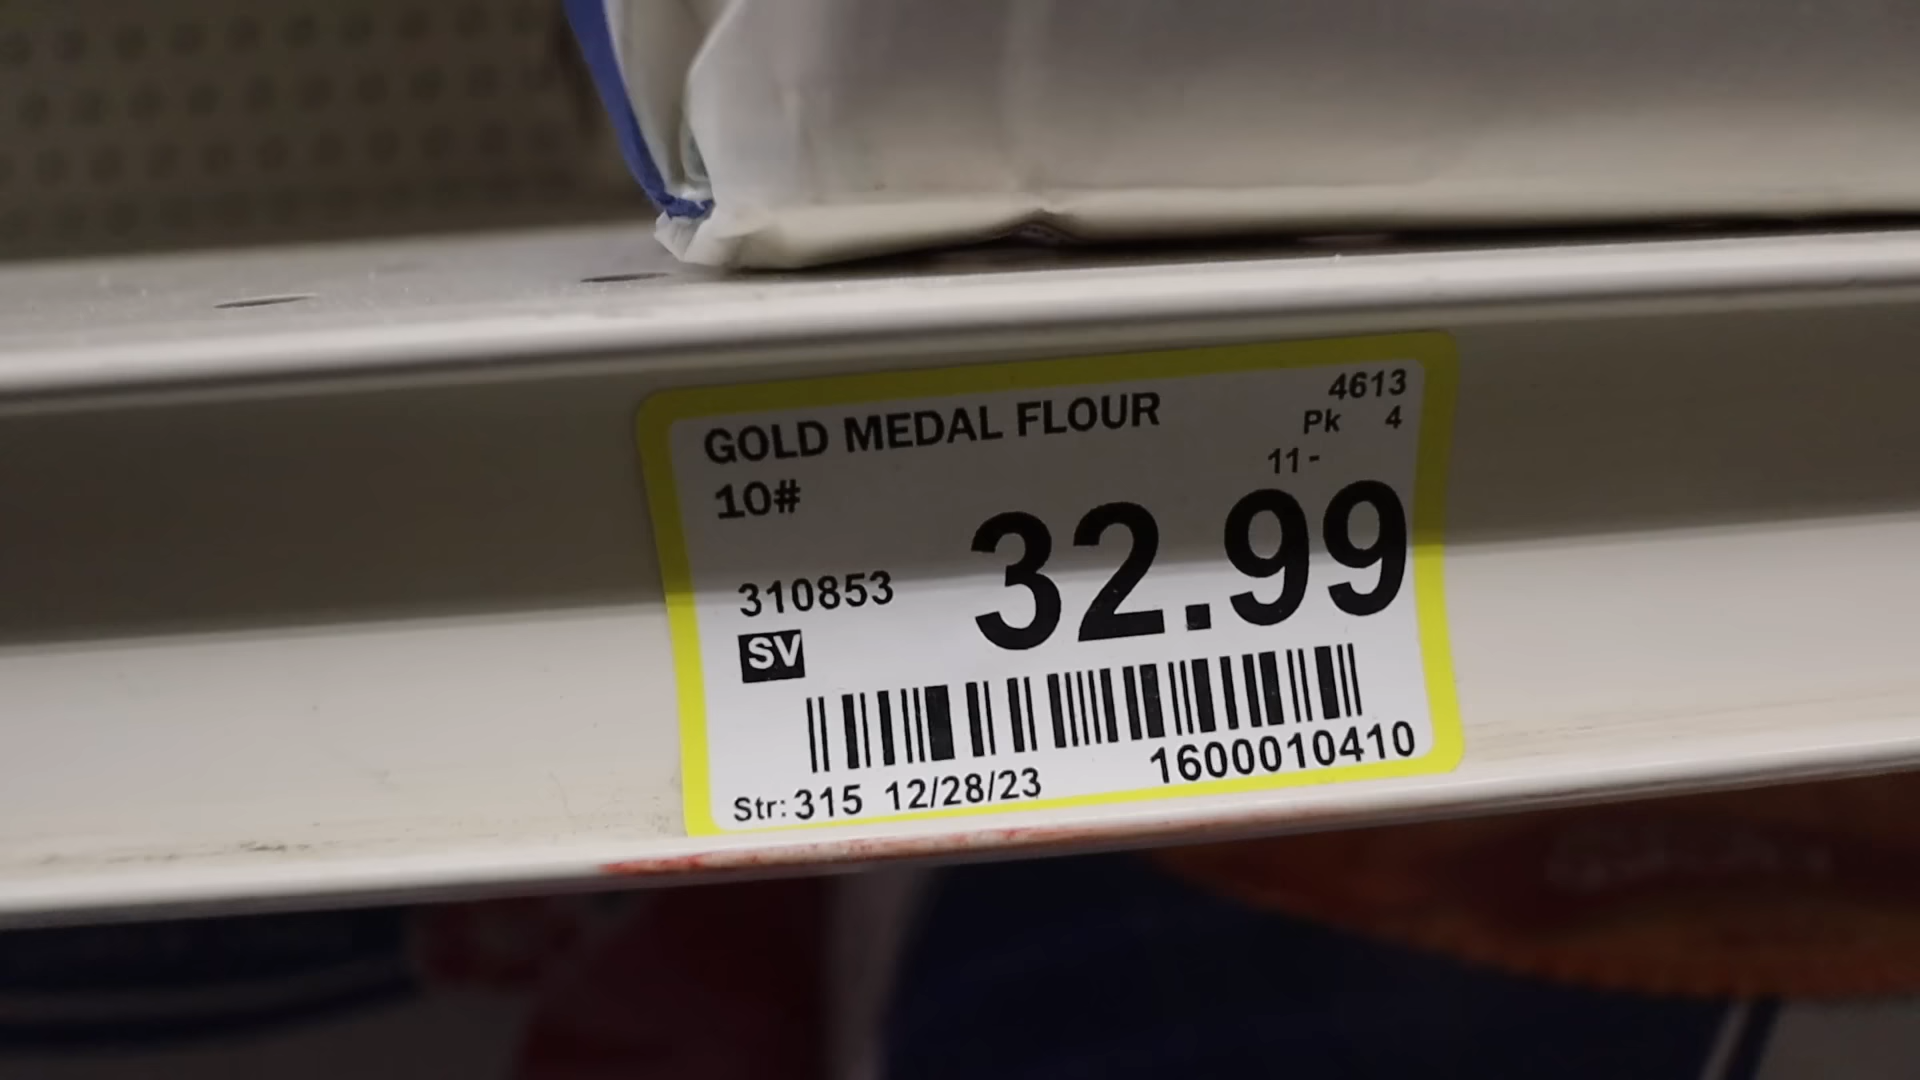 GOLD MEDAL FLOUR
4613
Pk 4
10#
11-
32.99
310853
SV
1600010410
Str: 315 12/28/23